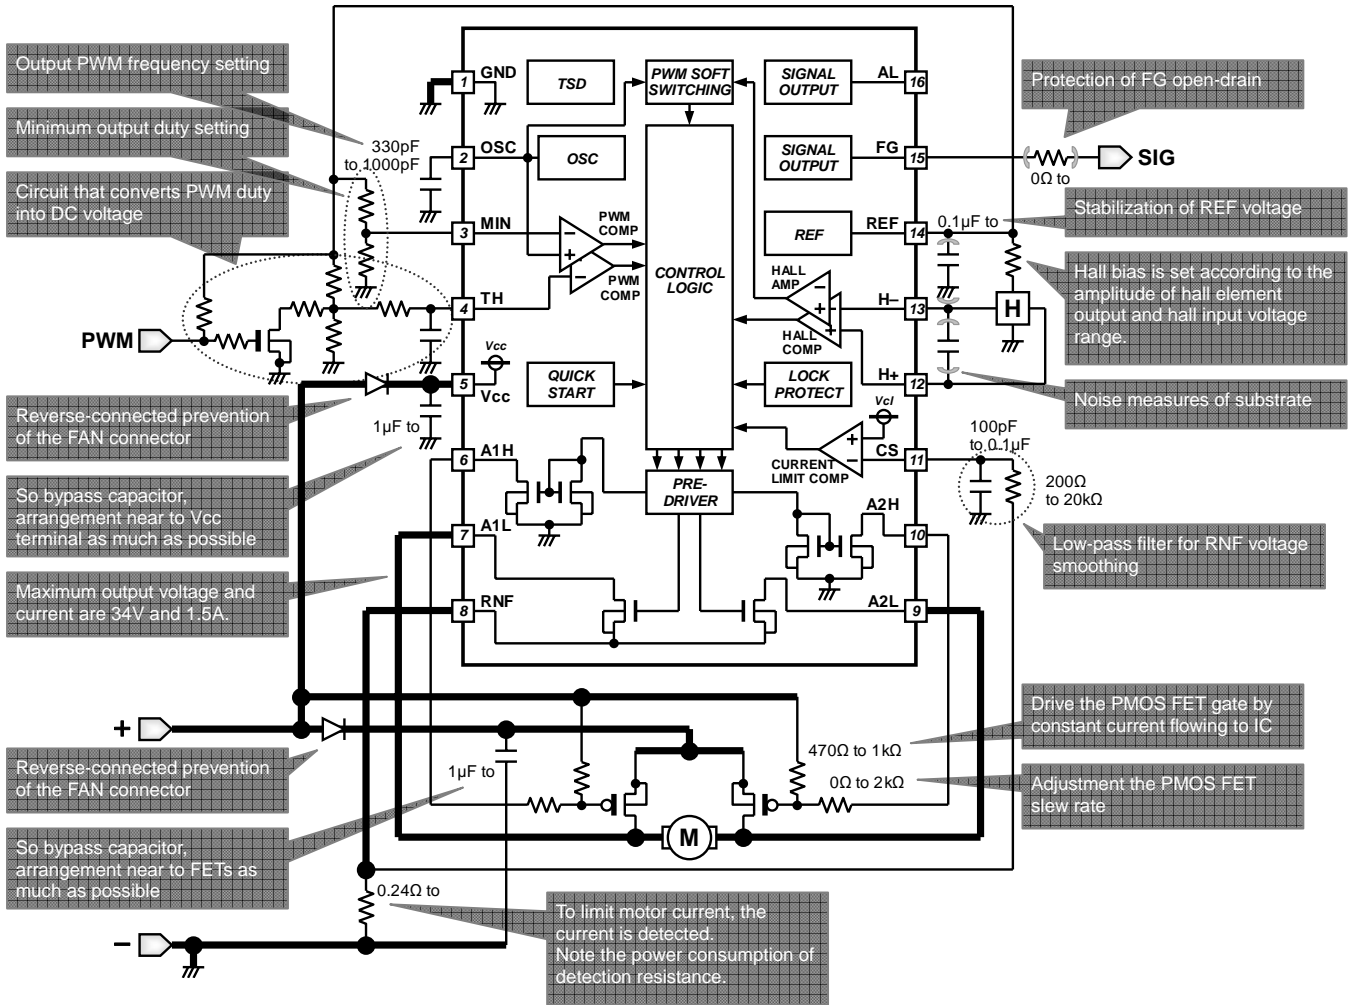 Output PWM frequency setting
Minimum output duty setting
Circuit that converts PWM duty
into DC voltage
330pF
to 1000pF
PWM
Reverse-connected prevention
of the FAN connector
1µF to
So bypass capacitor,
arrangement near to Vcc
terminal as much as possible
Maximum output voltage and
current are 34V and 1.5A.
1
GND
2
OSC
3
MIN
4
TH
5
Vcc
Vcc
6
A1H
7
A1L
8
RNF
TSD
OSC
PWM SOFT
SWITCHING
SIGNAL
OUTPUT
SIGNAL
OUTPUT
REF
PWM
COMP
PWM
COMP
CONTROL
LOGIC
HALL
AMP
HALL
COMP
QUICK
START
LOCK
PROTECT
Vcl
CURRENT
LIMIT COMP
PRE-
DRIVER
AL
16
FG
15
REF
14
H–
13
H+
12
CS
11
A2H
10
A2L
9
Protection of FG open-drain
SIG
0Ω to
0.1µF to
Stabilization of REF voltage
H
Hall bias is set according to the
amplitude of hall element
output and hall input voltage
range.
Noise measures of substrate
100pF
to 0.1µF
200Ω
to 20kΩ
Low-pass filter for RNF voltage
smoothing
+
Reverse-connected prevention
of the FAN connector
1µF to
So bypass capacitor,
arrangement near to FETs as
much as possible
M
470Ω to 1kΩ
0Ω to 2kΩ
Drive the PMOS FET gate by
constant current flowing to IC
Adjustment the PMOS FET
slew rate
0.24Ω to
–
To limit motor current, the
current is detected.
Note the power consumption of
detection resistance.